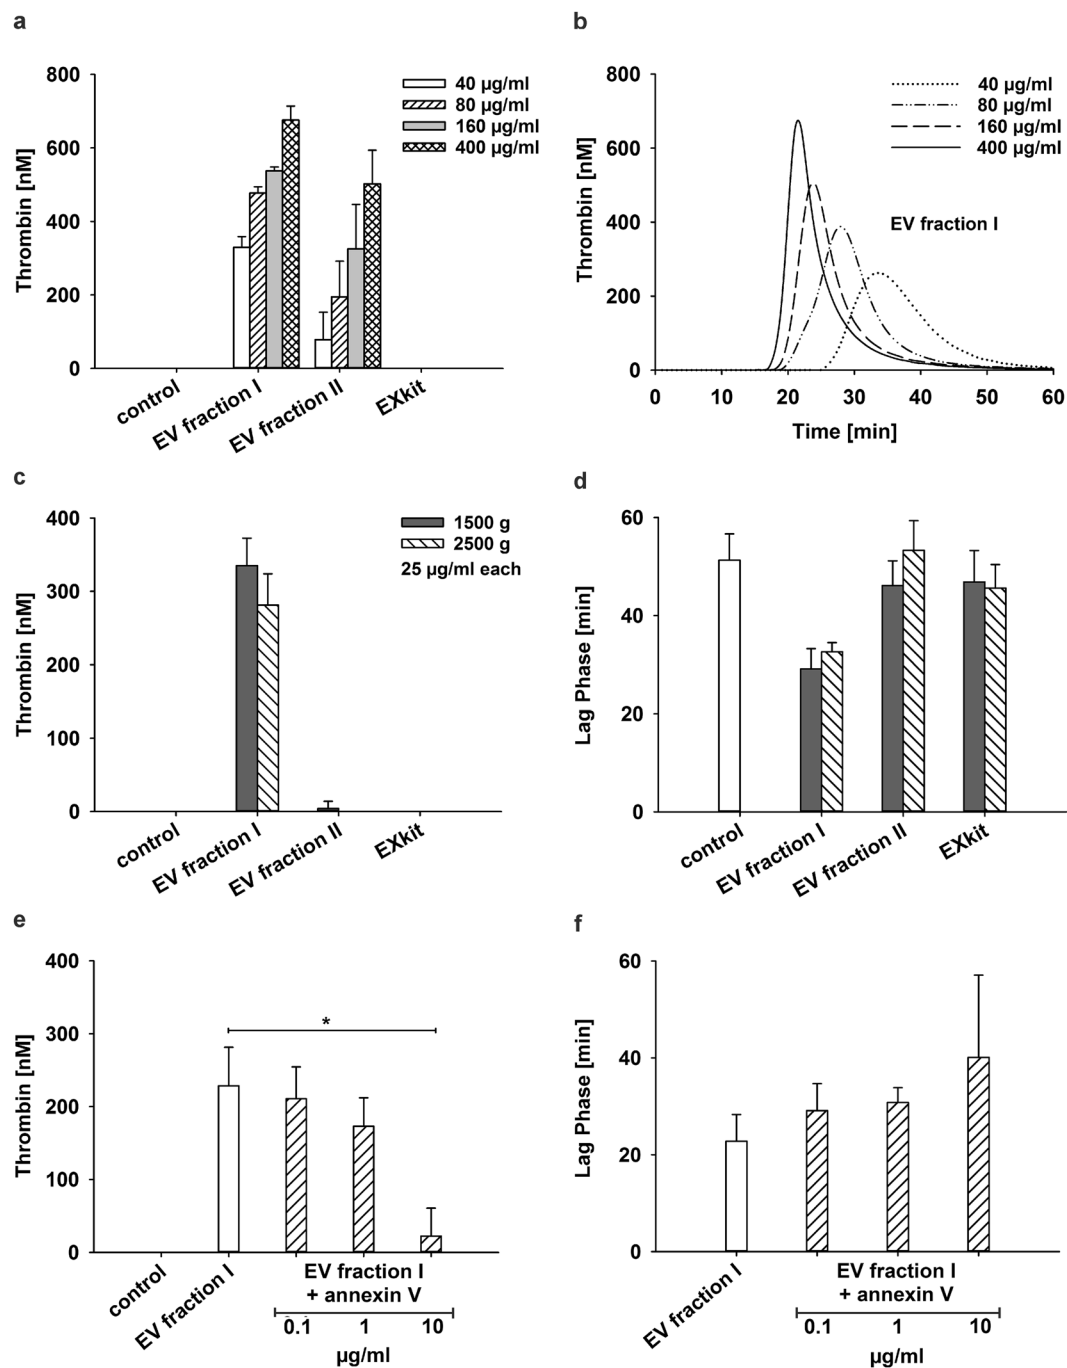 a
Thrombin [nM]
800
600
400
200
0
40 µg/ml
80 µg/ml
160 µg/ml
400 µg/ml
control
EV fraction I
EV fraction II
EXkit
b
Thrombin [nM]
800
600
400
200
0
40 µg/ml
80 µg/ml
160 µg/ml
400 µg/ml
EV fraction I
0 10 20 30 40 50 60
Time [min]
c
Thrombin [nM]
400
300
200
100
0
1500 g
2500 g
25 µg/ml each
control
EV fraction I
EV fraction II
EXkit
d
Lag Phase [min]
60
40
20
0
control
EV fraction I
EV fraction II
EXkit
e
Thrombin [nM]
400
300
200
100
0
*
control
EV fraction I
EV fraction I
+ annexin V
0.1 1 10
µg/ml
f
Lag Phase [min]
60
40
20
0
EV fraction I
EV fraction I
+ annexin V
0.1 1 10
µg/ml